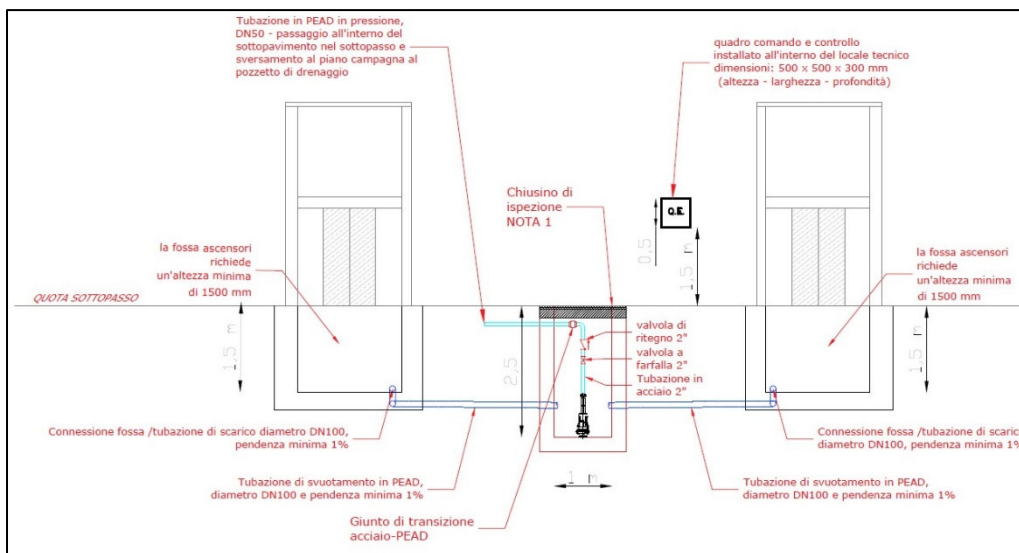 Tubazione in PEAD in pressione,
DN50 - passaggio all'interno del
sottopavimento nel sottopasso e
sversamento al piano campagna al
pozzetto di drenaggio
quadro comando e controllo
installato all'interno del locale tecnico
dimensioni: 500 x 500 x 300 mm
(altezza - larghezza - profondità)
Chiusino di
ispezione
NOTA 1
Q.E.
0,5
1,5 m
la fossa ascensori
richiede
un'altezza minima
di 1500 mm
la fossa ascensori
richiede
un'altezza minima
di 1500 mm
QUOTA SOTTOPASSO
1,5 m
2,5
valvola di
ritegno 2"
valvola a
farfalla 2"
Tubazione in
acciaio 2"
1,5 m
Connessione fossa /tubazione di scarico diametro DN100,
pendenza minima 1%
Connessione fossa /tubazione di scarico
diametro DN100, pendenza minima 1%
Tubazione di svuotamento in PEAD,
diametro DN100 e pendenza minima 1%
1 m
Tubazione di svuotamento in PEAD,
diametro DN100 e pendenza minima 1%
Giunto di transizione
acciaio-PEAD